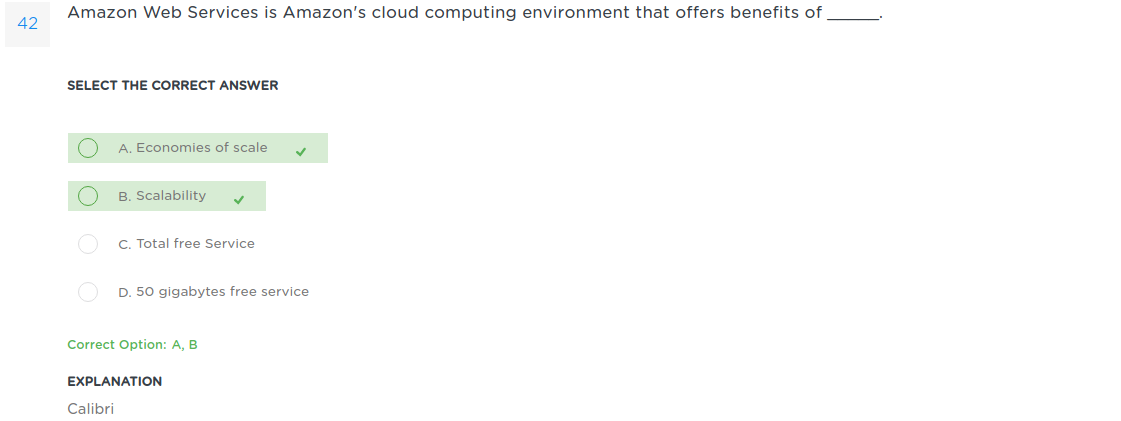 42
Amazon Web Services is Amazon's cloud computing environment that offers benefits of ______.
SELECT THE CORRECT ANSWER
A. Economies of scale
B. Scalability
C. Total free Service
D. 50 gigabytes free service
Correct Option: A, B
EXPLANATION
Calibri